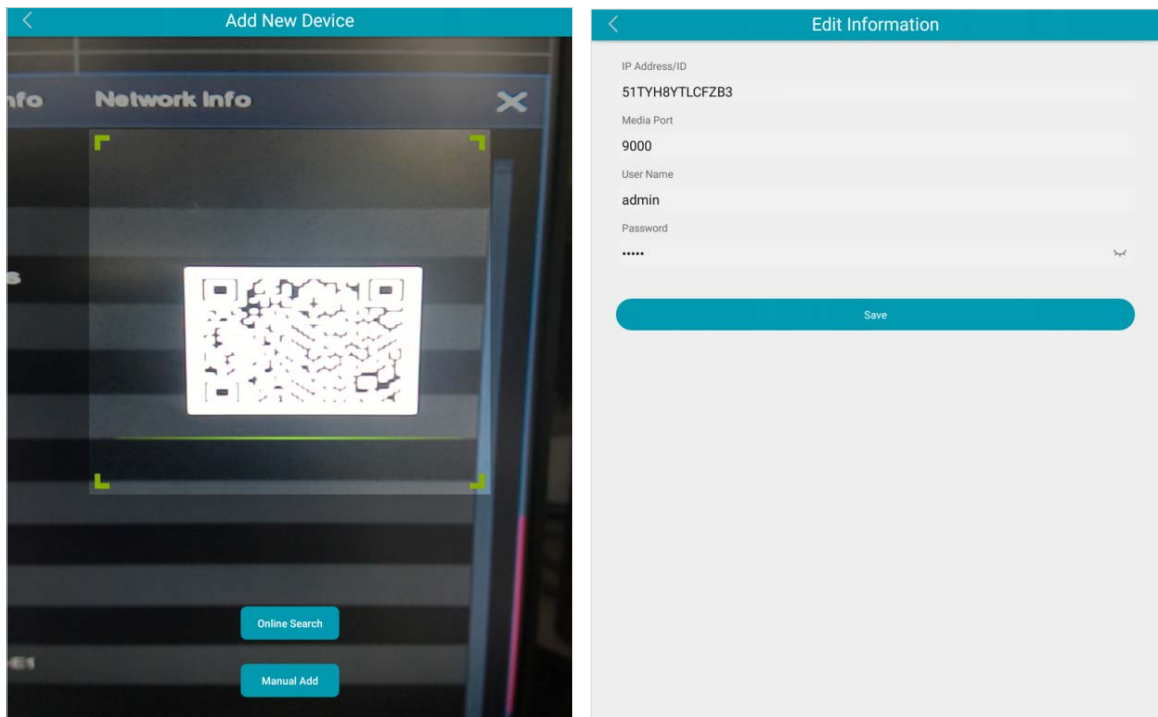 Add New Device
nfo
Network Info
Online Search
Manual Add
Edit Information
IP Address/ID
51TYH8YTLCFZB3
Media Port
9000
User Name
admin
Password
•••••
Save